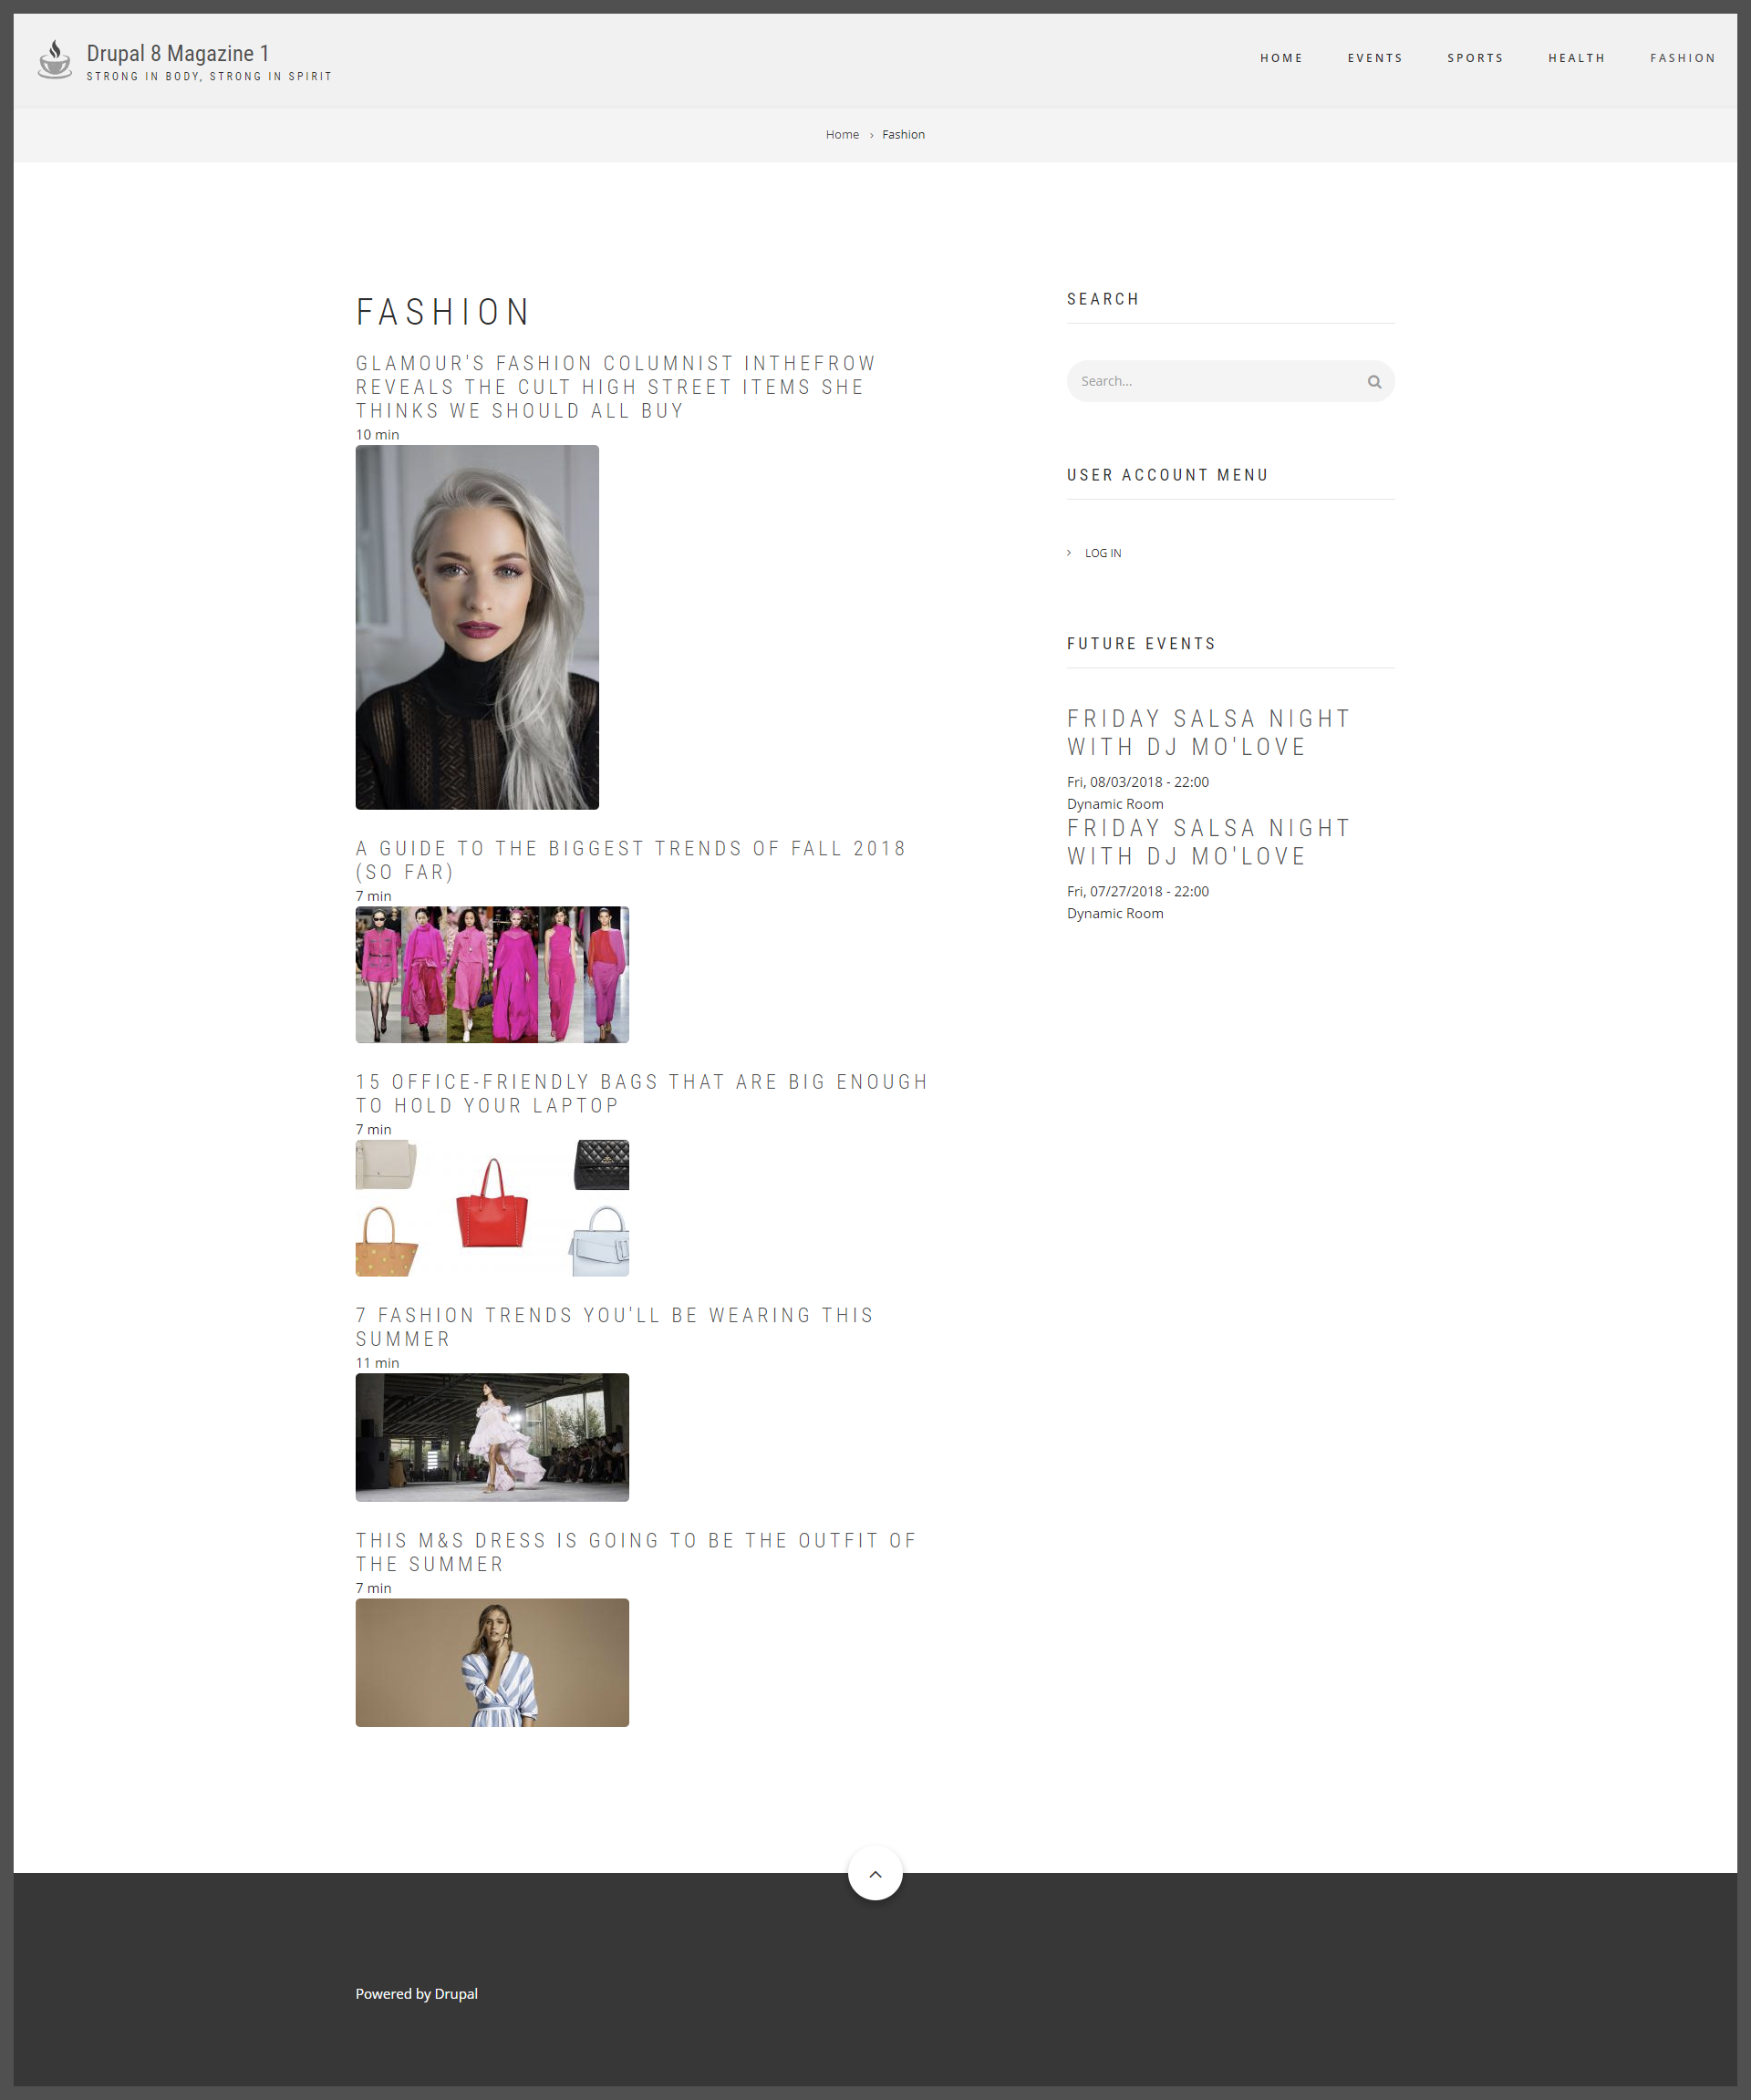 Drupal 8 Magazine 1
STRONG IN BODY, STRONG IN SPIRIT
HOME EVENTS SPORTS HEALTH FASHION
Home › Fashion
FASHION
GLAMOUR'S FASHION COLUMNIST INTHEFROW
REVEALS THE CULT HIGH STREET ITEMS SHE
THINKS WE SHOULD ALL BUY
10 min
A GUIDE TO THE BIGGEST TRENDS OF FALL 2018
(SO FAR)
7 min
15 OFFICE-FRIENDLY BAGS THAT ARE BIG ENOUGH
TO HOLD YOUR LAPTOP
7 min
7 FASHION TRENDS YOU'LL BE WEARING THIS
SUMMER
11 min
THIS M&S DRESS IS GOING TO BE THE OUTFIT OF
THE SUMMER
7 min
SEARCH
Search...
USER ACCOUNT MENU
› LOG IN
FUTURE EVENTS
FRIDAY SALSA NIGHT
WITH DJ MO'LOVE
Fri, 08/03/2018 - 22:00
Dynamic Room
FRIDAY SALSA NIGHT
WITH DJ MO'LOVE
Fri, 07/27/2018 - 22:00
Dynamic Room
Powered by Drupal